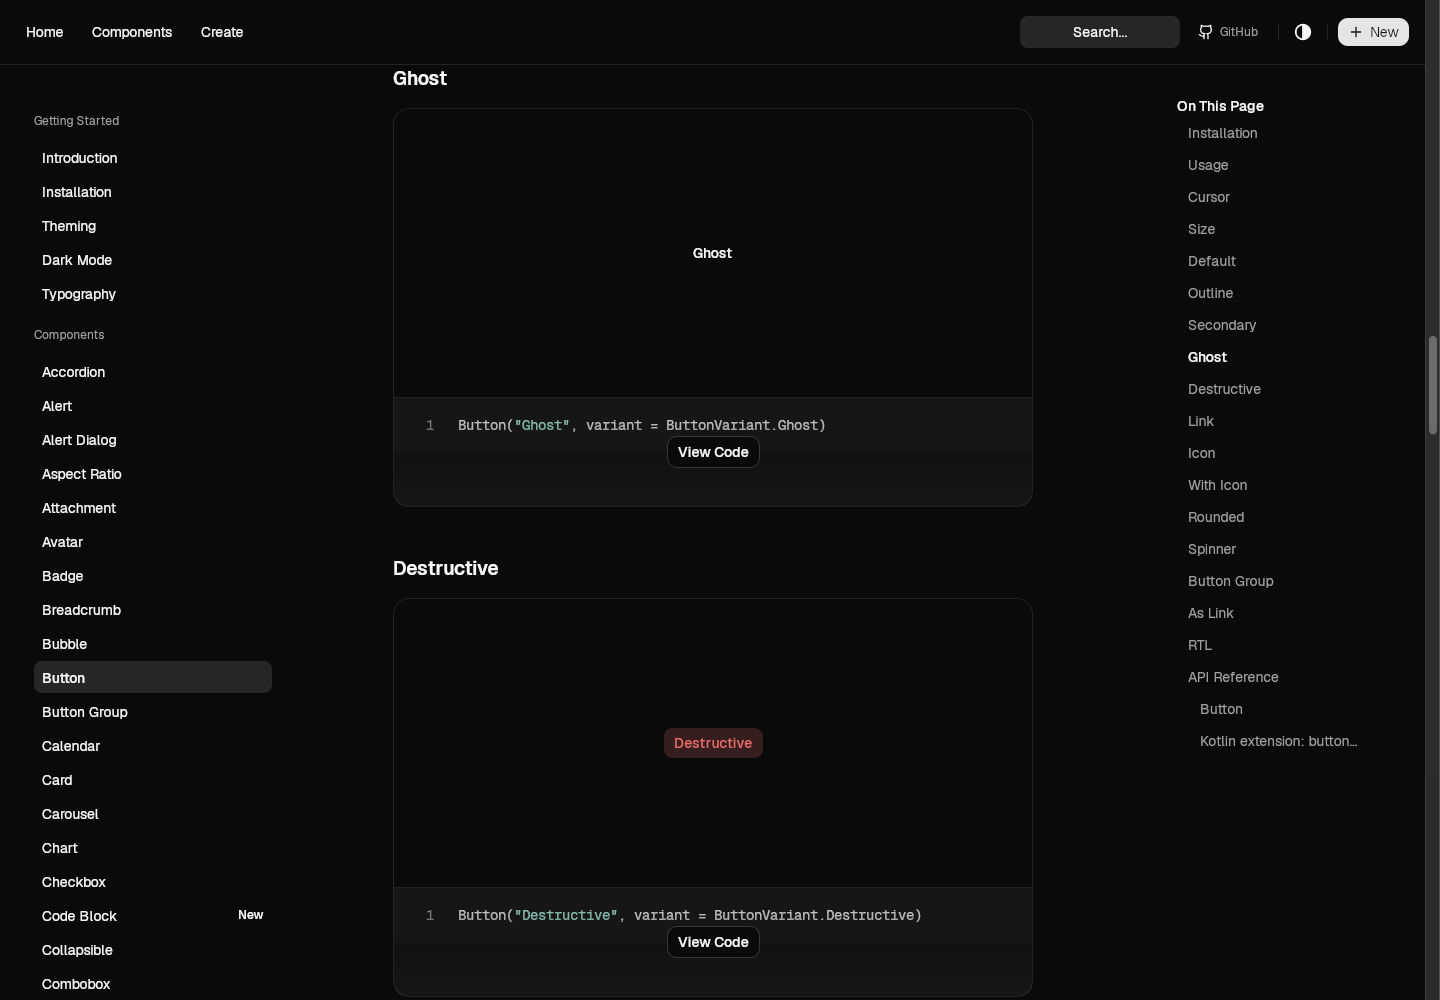 Home
Components
Create
Search...
GitHub
New
Getting Started
Introduction
Installation
Theming
Dark Mode
Typography
Components
Accordion
Alert
Alert Dialog
Aspect Ratio
Attachment
Avatar
Badge
Breadcrumb
Bubble
Button
Button Group
Calendar
Card
Carousel
Chart
Checkbox
Code Block
New
Collapsible
Combobox
Ghost
Ghost
1 Button("Ghost", variant = ButtonVariant.Ghost)
View Code
Destructive
Destructive
1 Button("Destructive", variant = ButtonVariant.Destructive)
View Code
On This Page
Installation
Usage
Cursor
Size
Default
Outline
Secondary
Ghost
Destructive
Link
Icon
With Icon
Rounded
Spinner
Button Group
As Link
RTL
API Reference
Button
Kotlin extension: button...